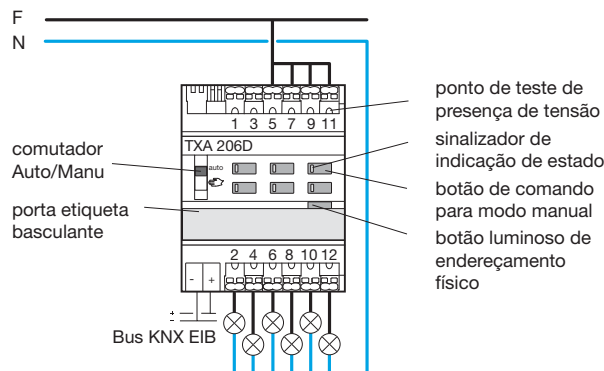 F
N
1 3 5 7 9 11
TXA 206D
auto
comutador
Auto/Manu
porta etiqueta
basculante
ponto de teste de
presença de tensão
sinalizador de
indicação de estado
botão de comando
para modo manual
botão luminoso de
endereçamento
físico
2 4 6 8 10 12
- +
Bus KNX EIB